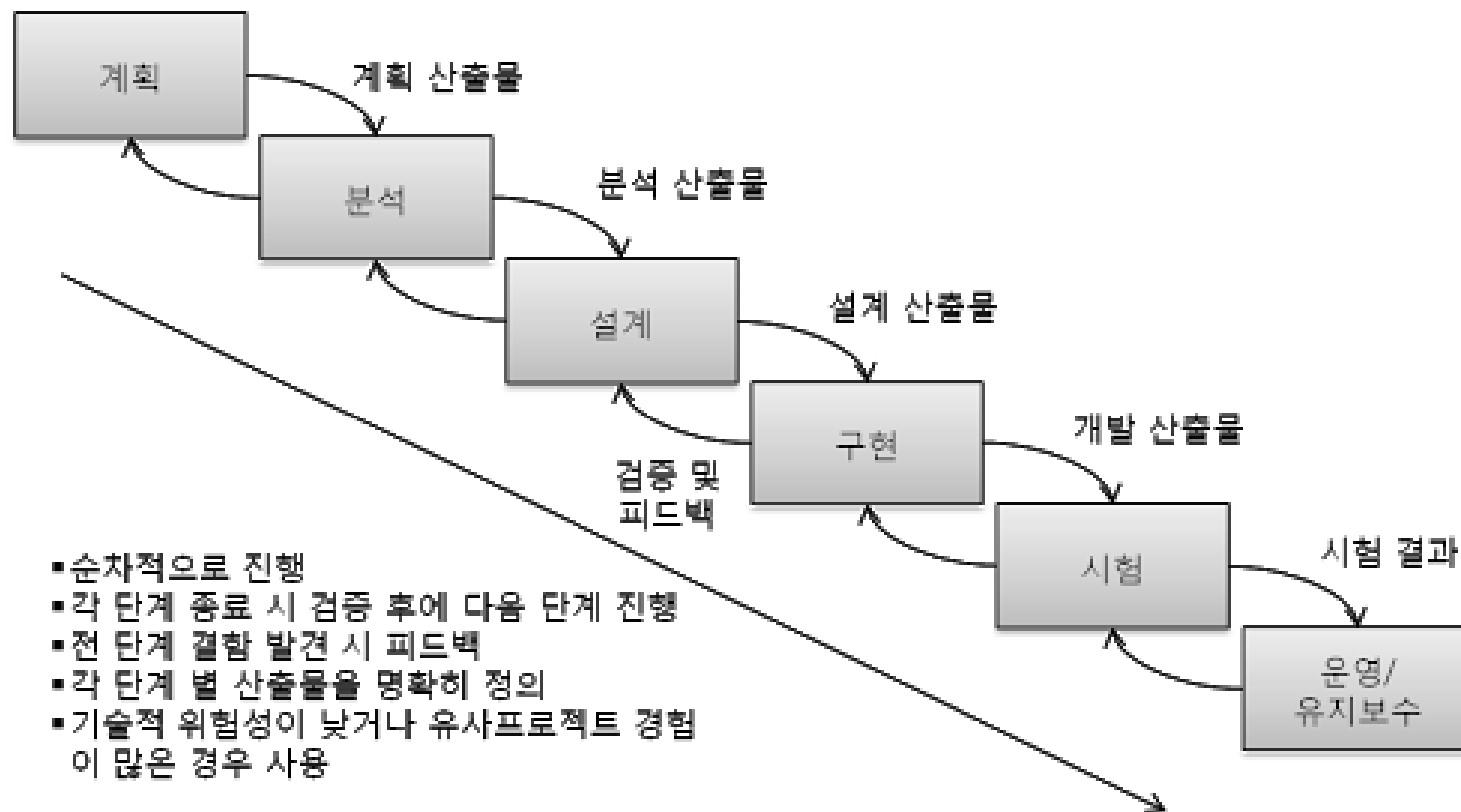 계획
계획 산출물
분석
분석 산출물
설계
설계 산출물
구현
개발 산출물
검증 및
피드백
시험
시험 결과
운영/
유지보수
▪순차적으로 진행
▪각 단계 종료 시 검증 후에 다음 단계 진행
▪전 단계 결함 발견 시 피드백
▪각 단계 별 산출물을 명확히 정의
▪기술적 위험성이 낮거나 유사프로젝트 경험
이 많은 경우 사용